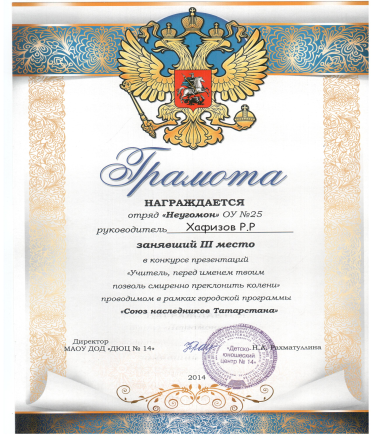 Грамота
НАГРАЖДАЕТСЯ
отряд «Неугомон» ОУ №25
руководитель Хафизов Р.Р
занявший III место
в конкурсе презентаций
«Учитель, перед именем твоим
позволь смиренно преклонить колени»
проводимом в рамках городской программы
«Союз наследников Татарстана»
Директор
МАОУ ДОД «ДЮЦ № 14» Н.А. Рахматуллина
«Детско-
юношеский
центр № 14»
2014